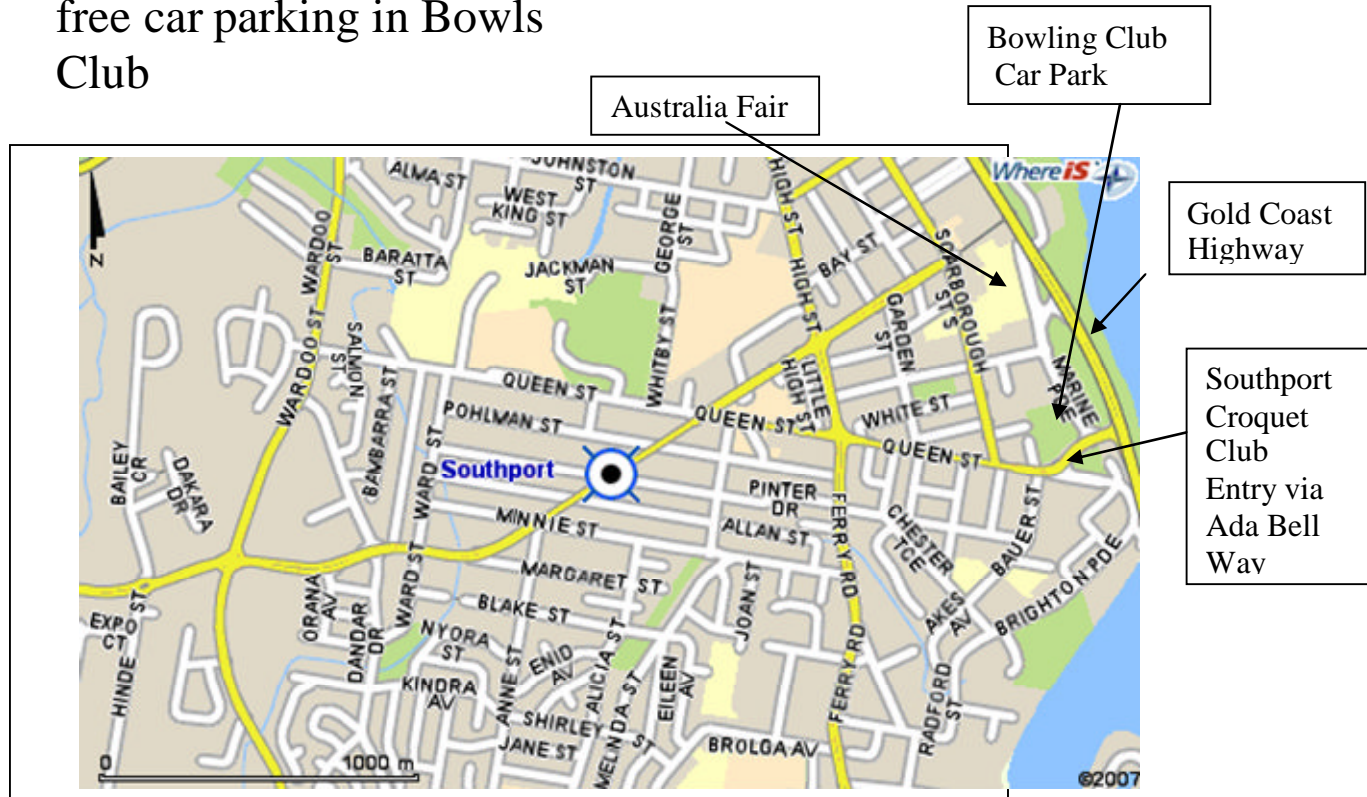 free car parking in Bowls
Club
Bowling Club
Car Park
Australia Fair
Gold Coast
Highway
Southport
Croquet
Club
Entry via
Ada Bell
Way
WhereiS
N
ALMA ST
JOHNSTON
ST
WEST
KING ST
BARATTA
ST
JACKMAN
ST
GEORGE
ST
WHITBY ST
WARDOO ST
WARDOO
ST
SALMON
ST
BAMBARRA ST
WARD ST
WARD ST
QUEEN ST
POHLMAN ST
QUEEN ST
QUEEN ST
HIGH ST
HIGH ST
LITTLE
HIGH ST
BAY ST
GARDEN
ST
SCARBOROUGH
ST S
MARINE
PDE
WHITE ST
Southport
BAILEY
CR
DAKARA
DR
MINNIE ST
PINTER
DR
ALLAN ST
MARGARET ST
BLAKE ST
JOAN ST
FERRY RD
FERRY RD
CHESTER
TCE
BAUER ST
AKES
AV
BRIGHTON PDE
RADFORD
ST
EXPO
CT
HINDE ST
ORANA
AV
DANDAR
DR
NYORA
ST
KINDRA
AV
ENID
AV
ANNE ST
ALICIA ST
MELINDA ST
EILEEN
AV
SHIRLEY ST
JANE ST
BROLGA AV
0
1000 m
©2007